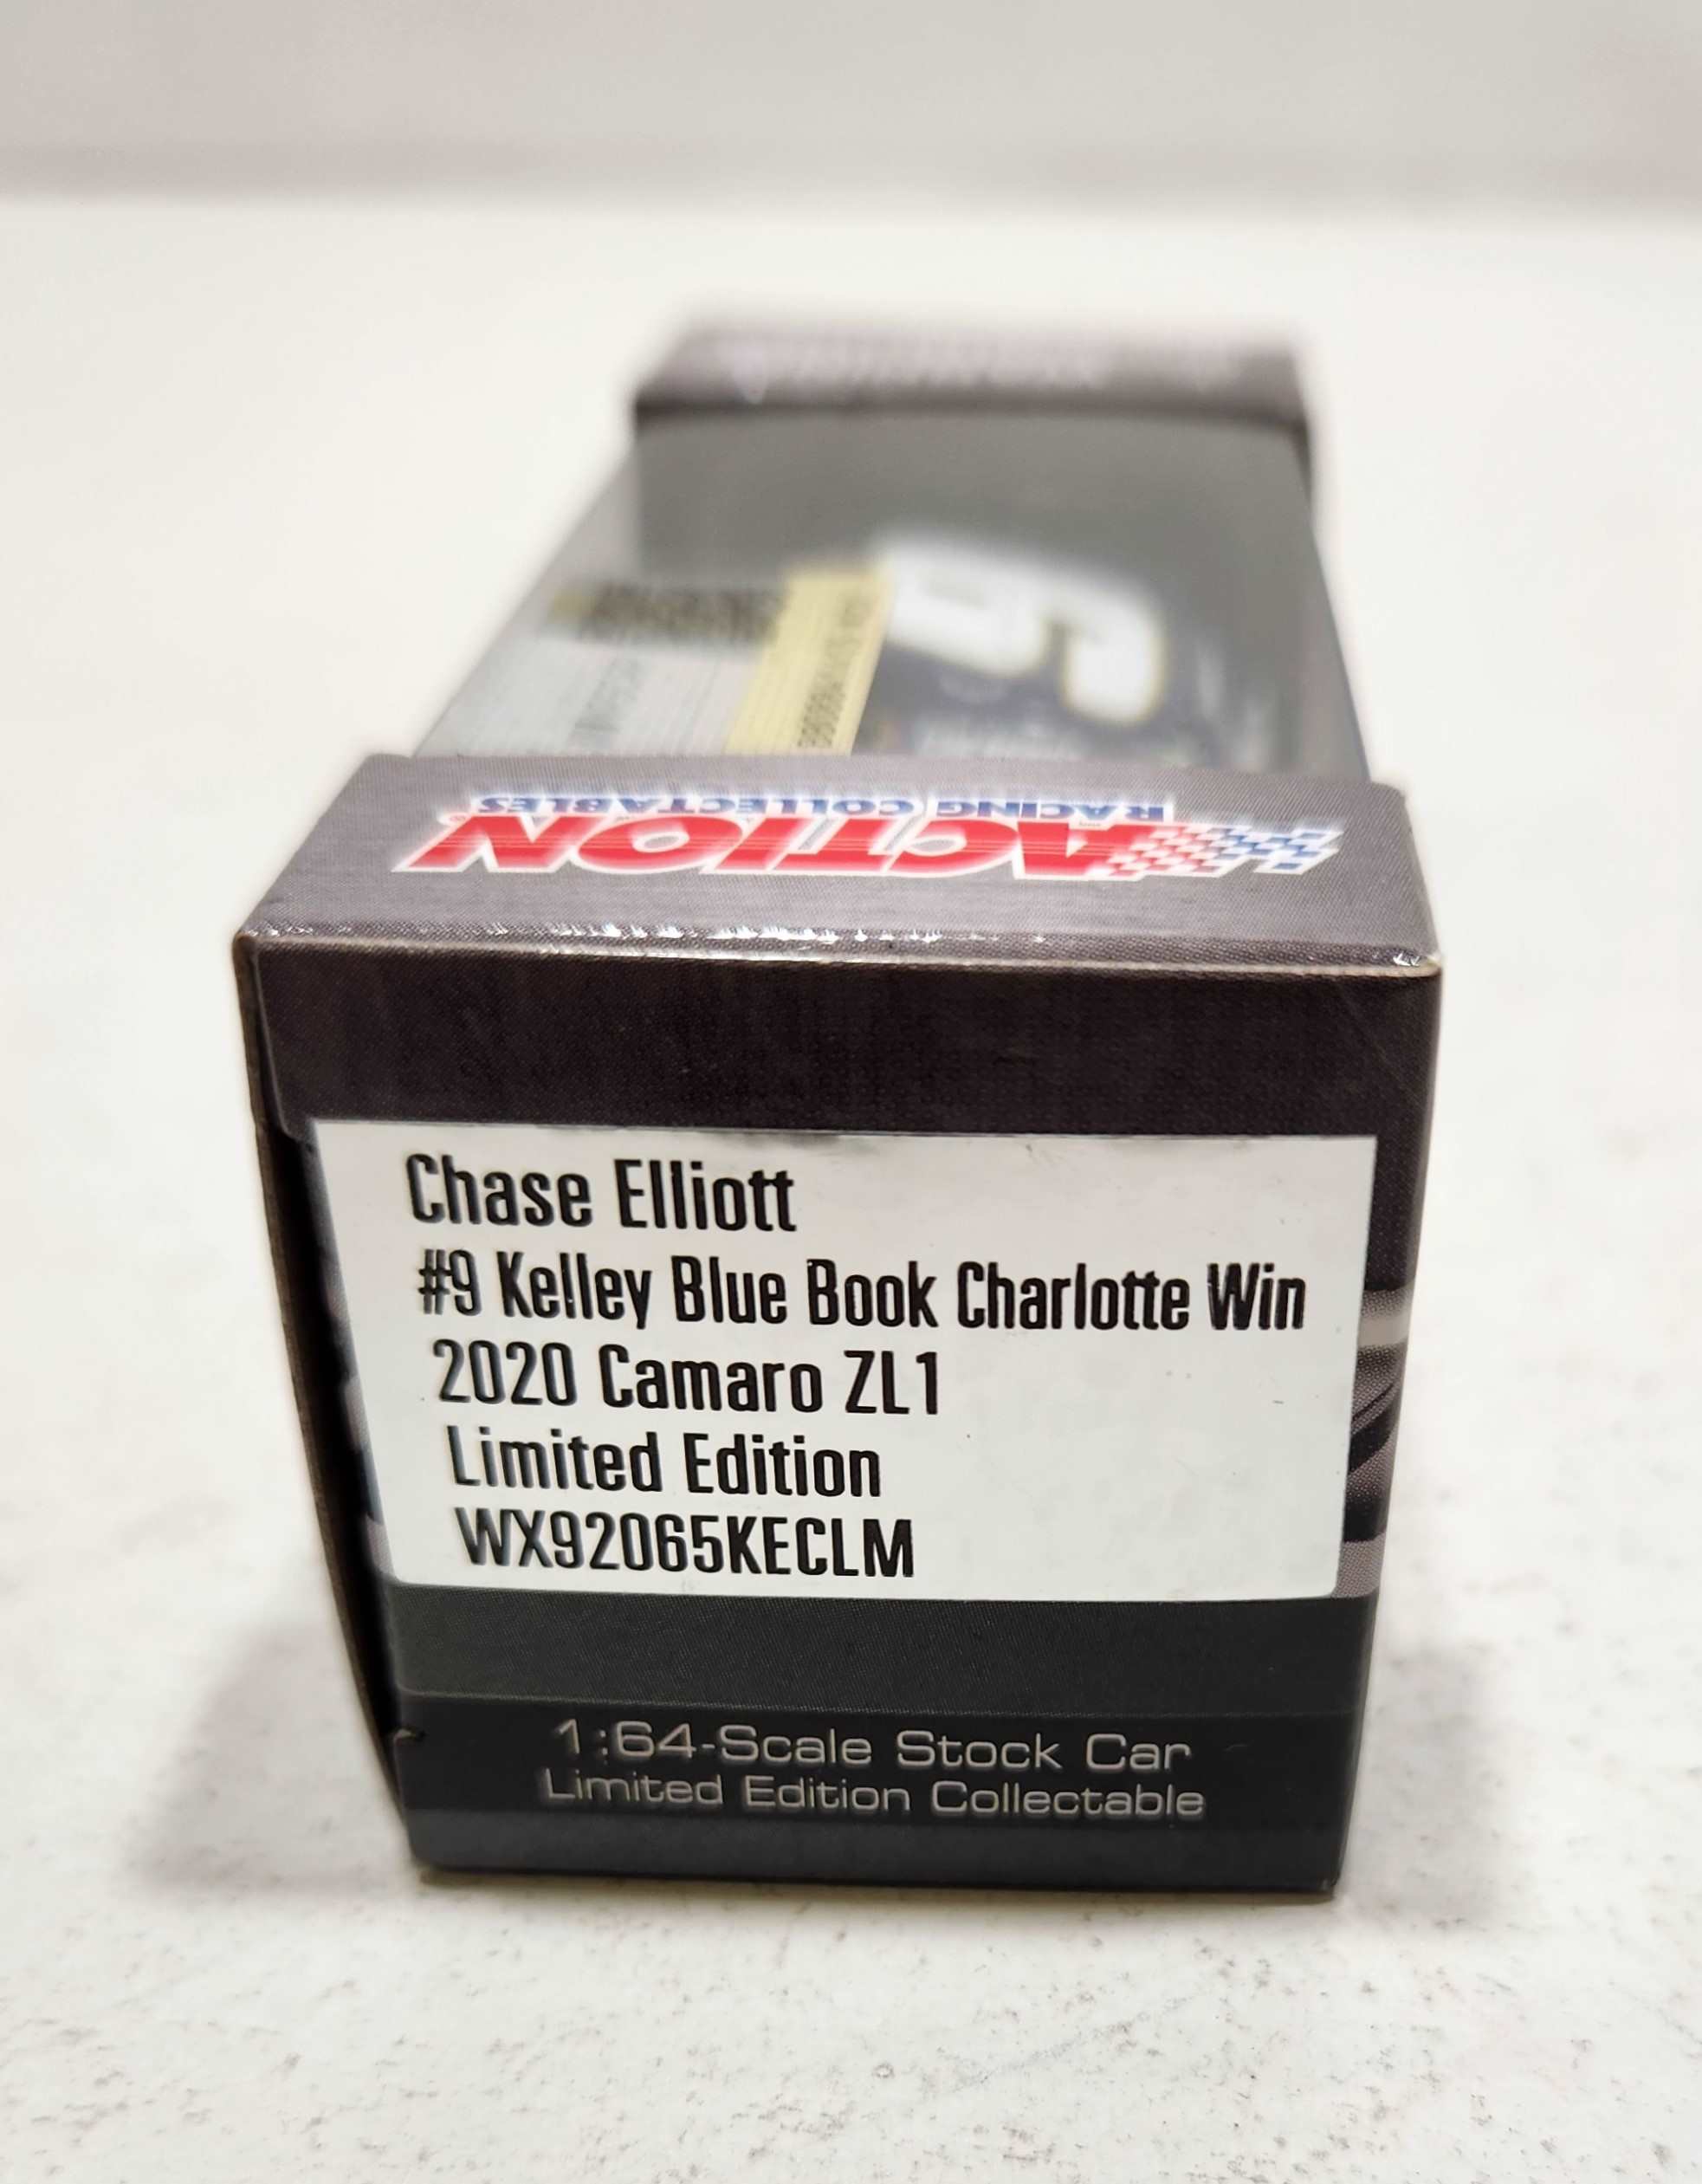 ACTION
RACING COLLECTABLES
Chase Elliott
#9 Kelley Blue Book Charlotte Win
2020 Camaro ZL1
Limited Edition
WX92065KECLM
1:64-Scale Stock Car
Limited Edition Collectable